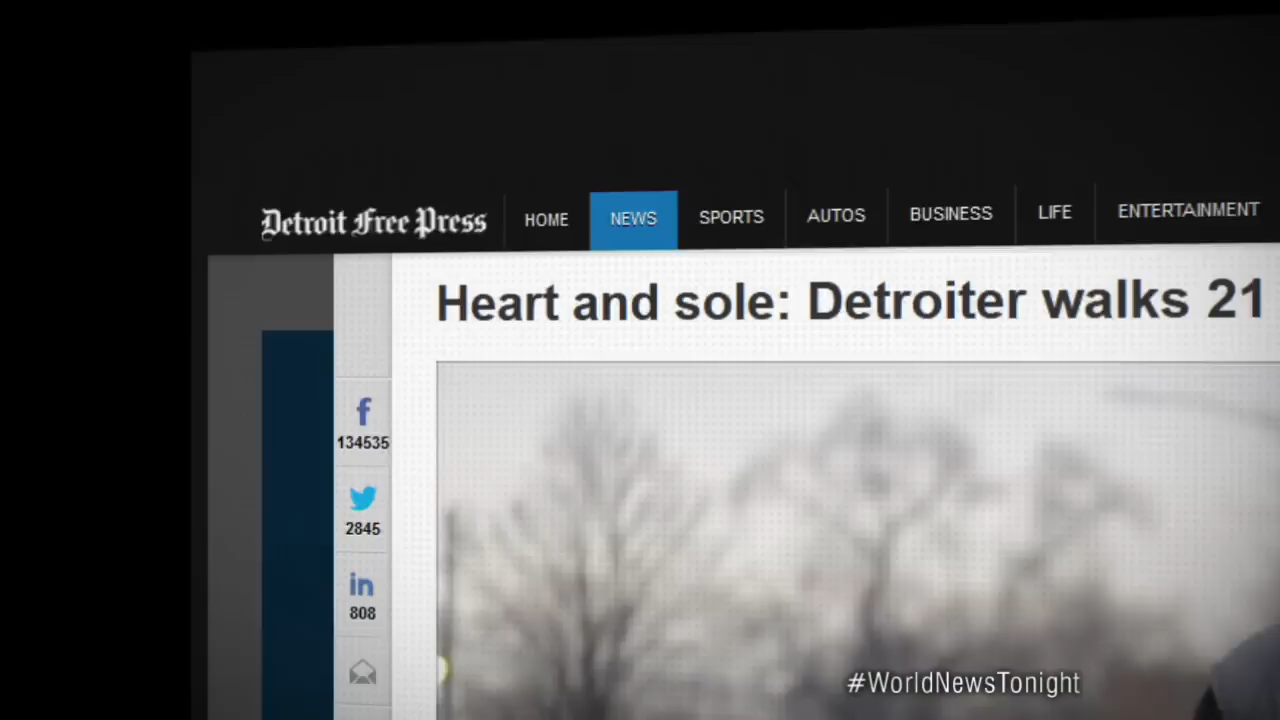 Detroit Free Press HOME NEWS SPORTS AUTOS BUSINESS LIFE ENTERTAINMENT
Heart and sole: Detroiter walks 21
f
134535
2845
in
808
#WorldNewsTonight